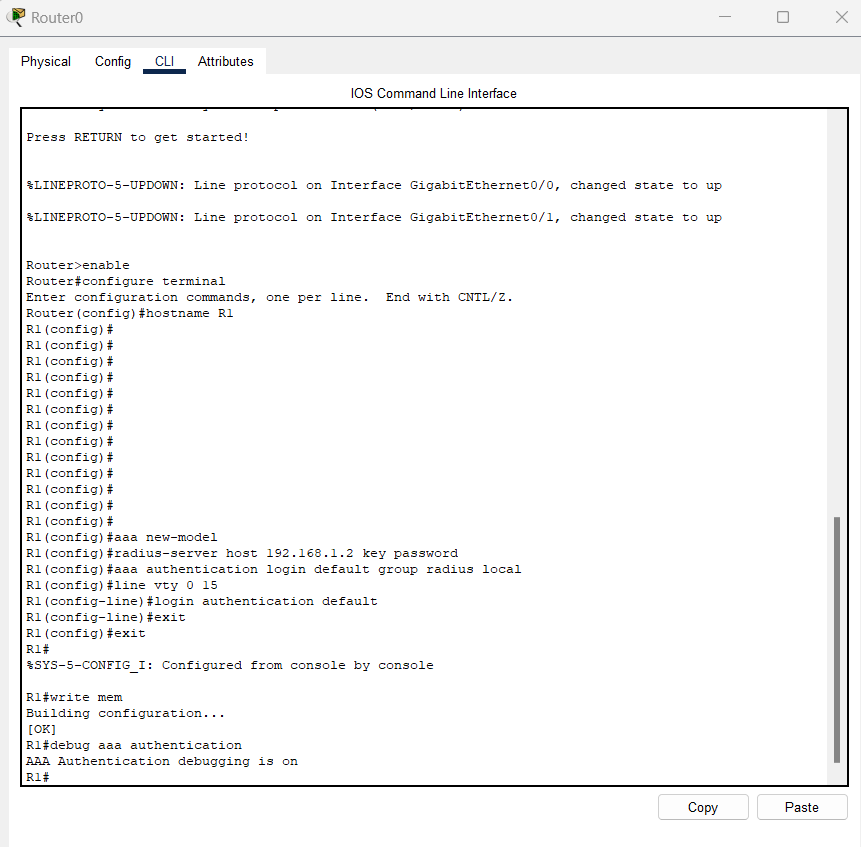 Router0
Physical Config CLI Attributes
IOS Command Line Interface
Press RETURN to get started!
%LINEPROTO-5-UPDOWN: Line protocol on Interface GigabitEthernet0/0, changed state to up
%LINEPROTO-5-UPDOWN: Line protocol on Interface GigabitEthernet0/1, changed state to up
Router>enable
Router#configure terminal
Enter configuration commands, one per line.  End with CNTL/Z.
Router(config)#hostname R1
R1(config)#
R1(config)#
R1(config)#
R1(config)#
R1(config)#
R1(config)#
R1(config)#
R1(config)#
R1(config)#
R1(config)#
R1(config)#
R1(config)#
R1(config)#
R1(config)#aaa new-model
R1(config)#radius-server host 192.168.1.2 key password
R1(config)#aaa authentication login default group radius local
R1(config)#line vty 0 15
R1(config-line)#login authentication default
R1(config-line)#exit
R1(config)#exit
R1#
%SYS-5-CONFIG_I: Configured from console by console
R1#write mem
Building configuration...
[OK]
R1#debug aaa authentication
AAA Authentication debugging is on
R1#
Copy Paste